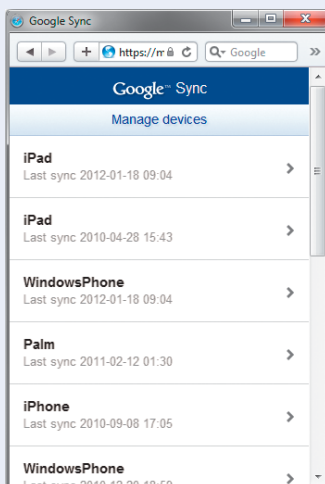 Google Sync
https://m
Google
Google™ Sync
Manage devices
iPad
Last sync 2012-01-18 09:04
iPad
Last sync 2010-04-28 15:43
WindowsPhone
Last sync 2012-01-18 09:04
Palm
Last sync 2011-02-12 01:30
iPhone
Last sync 2010-09-08 17:05
WindowsPhone